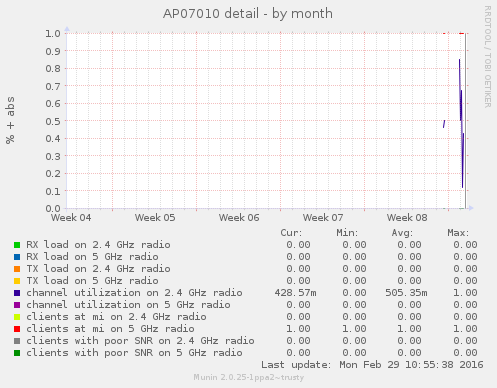 AP07010 detail - by month
RRDTOOL / TOBI OETIKER
% + abs
1.0
0.9
0.8
0.7
0.6
0.5
0.4
0.3
0.2
0.1
0.0
Week 04 Week 05 Week 06 Week 07 Week 08
Cur: Min: Avg: Max:
RX load on 2.4 GHz radio 0.00 0.00 0.00 0.00
RX load on 5 GHz radio 0.00 0.00 0.00 0.00
TX load on 2.4 GHz radio 0.00 0.00 0.00 0.00
TX load on 5 GHz radio 0.00 0.00 0.00 0.00
channel utilization on 2.4 GHz radio 428.57m 0.00 505.35m 1.00
channel utilization on 5 GHz radio 0.00 0.00 0.00 0.00
clients at mi on 2.4 GHz radio 0.00 0.00 0.00 0.00
clients at mi on 5 GHz radio 1.00 1.00 1.00 1.00
clients with poor SNR on 2.4 GHz radio 0.00 0.00 0.00 0.00
clients with poor SNR on 5 GHz radio 0.00 0.00 0.00 0.00
Last update: Mon Feb 29 10:55:38 2016
Munin 2.0.25-1ppa2~trusty